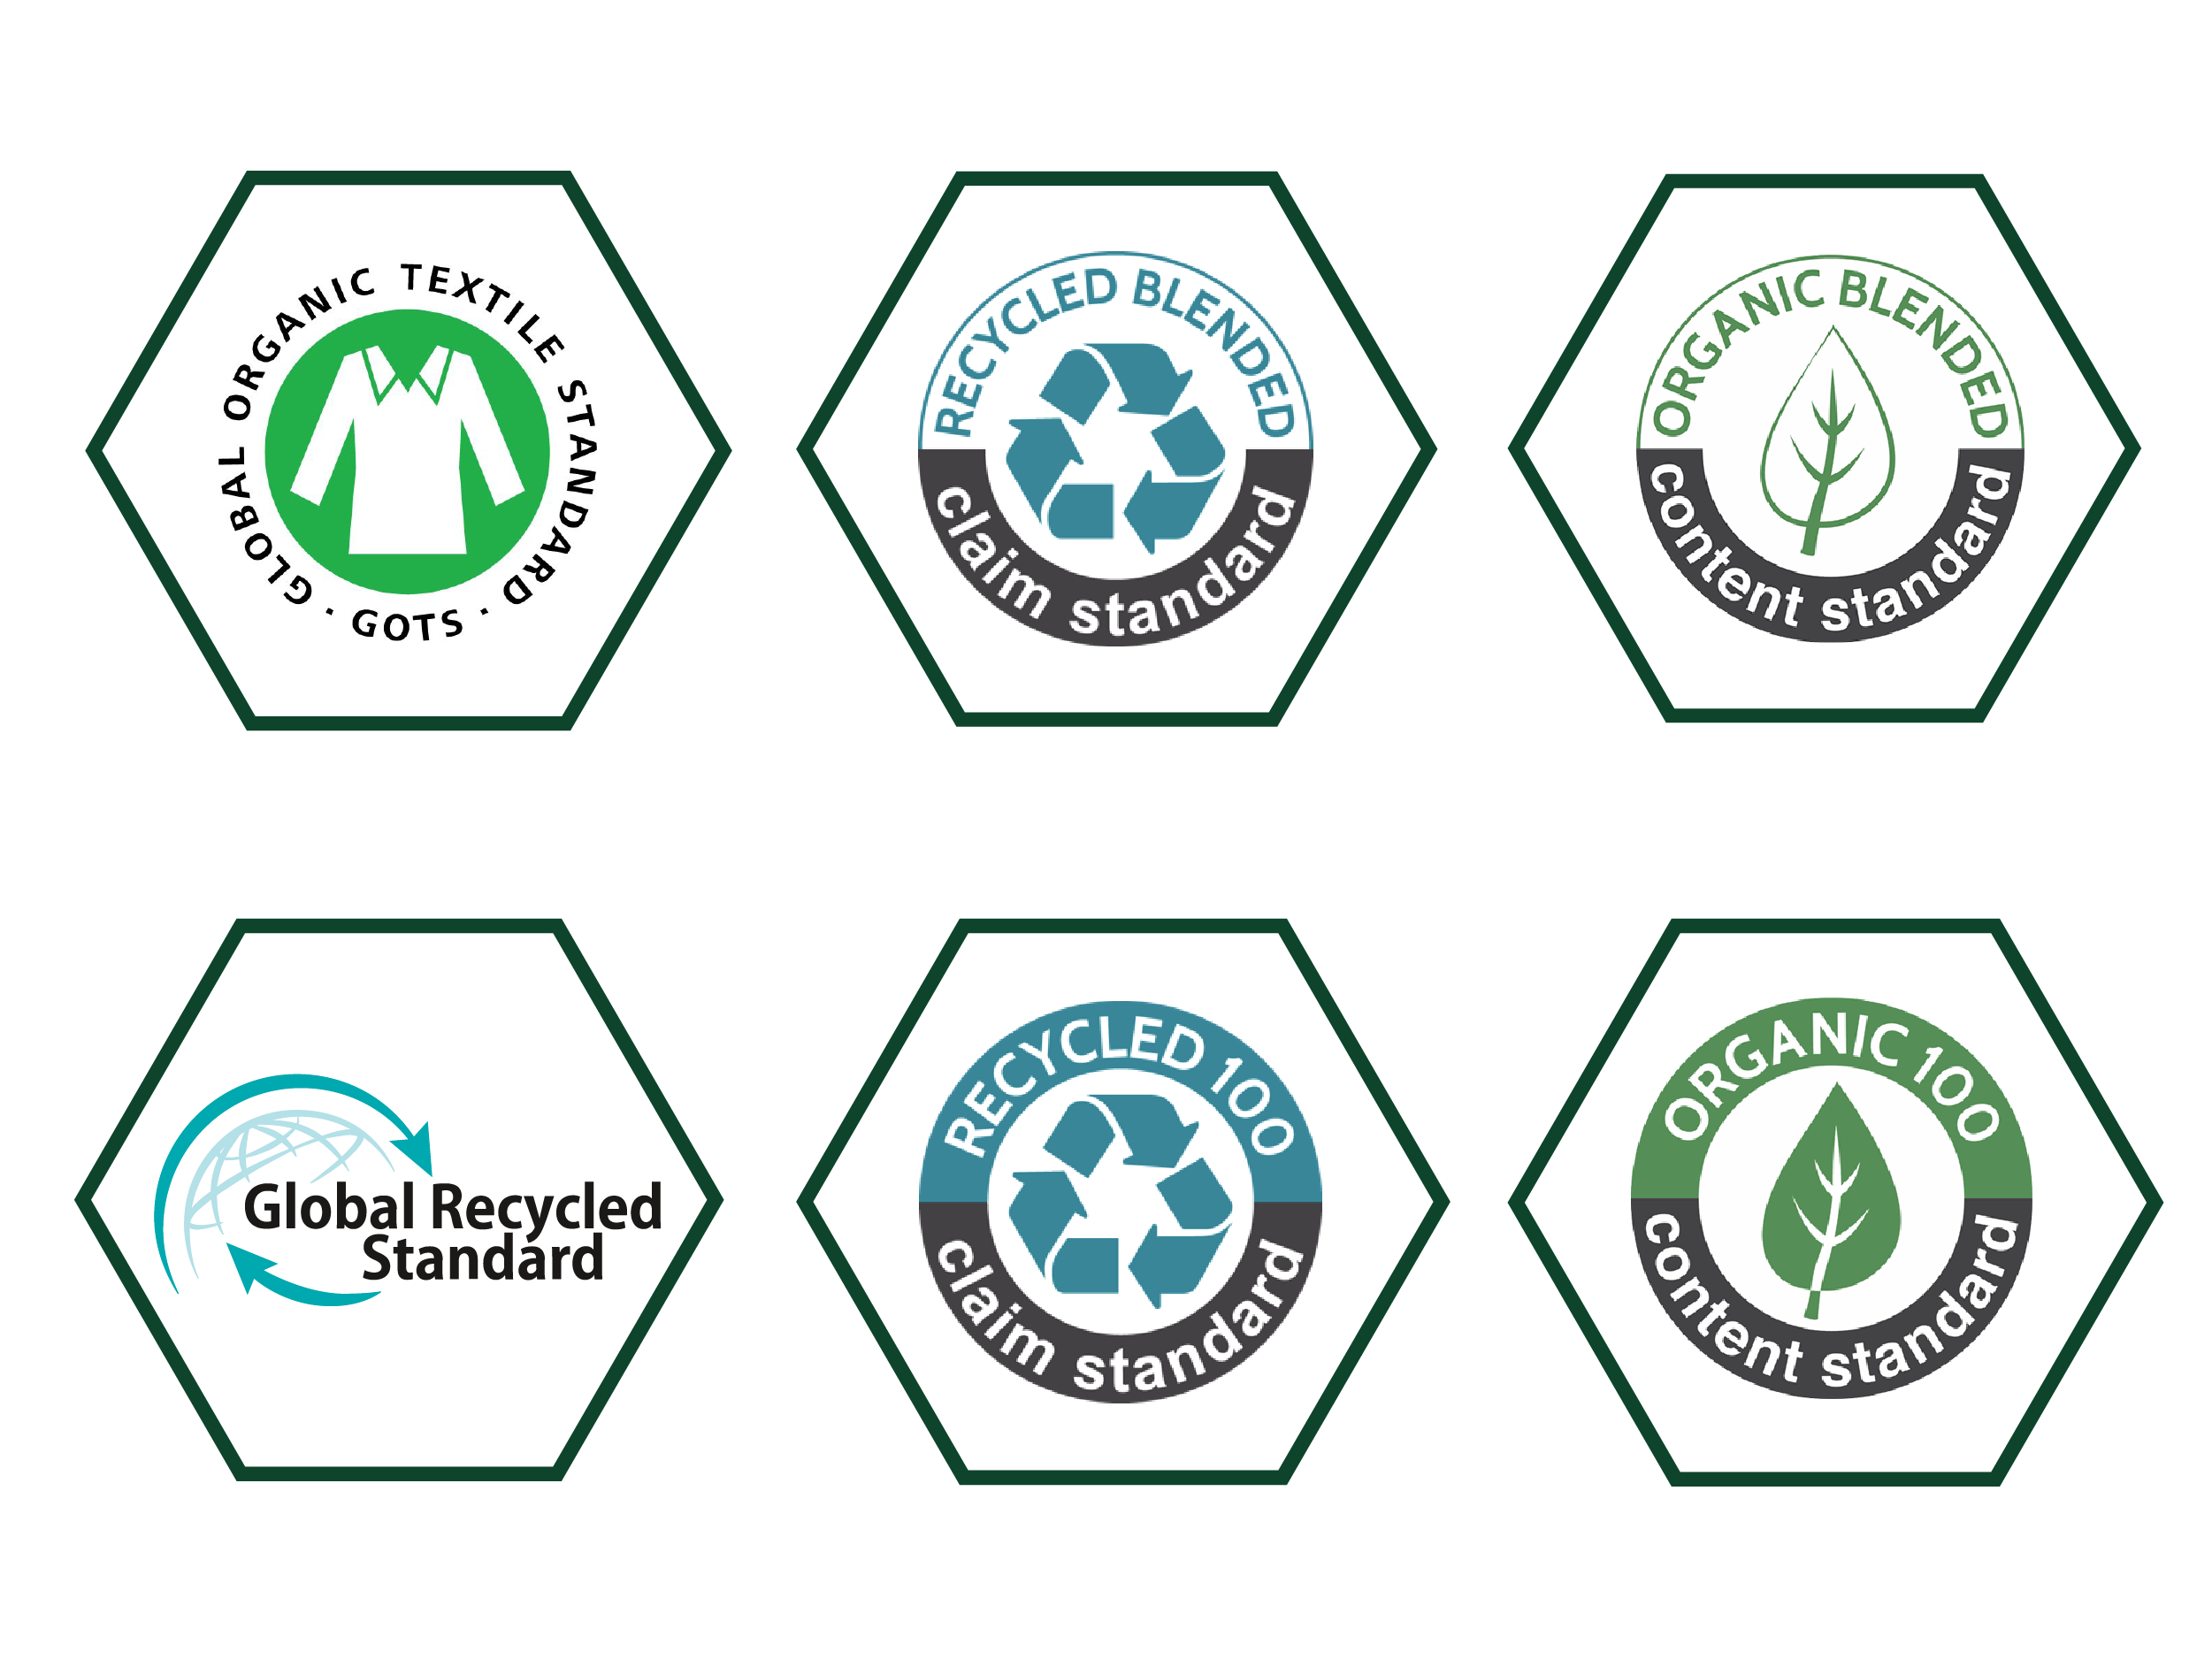 GLOBAL ORGANIC TEXTILE STANDARD · GOTS ·
RECYCLED BLENDED
claim standard
ORGANIC BLENDED
content standard
Global Recycled
Standard
RECYCLED 100
claim standard
ORGANIC 100
content standard